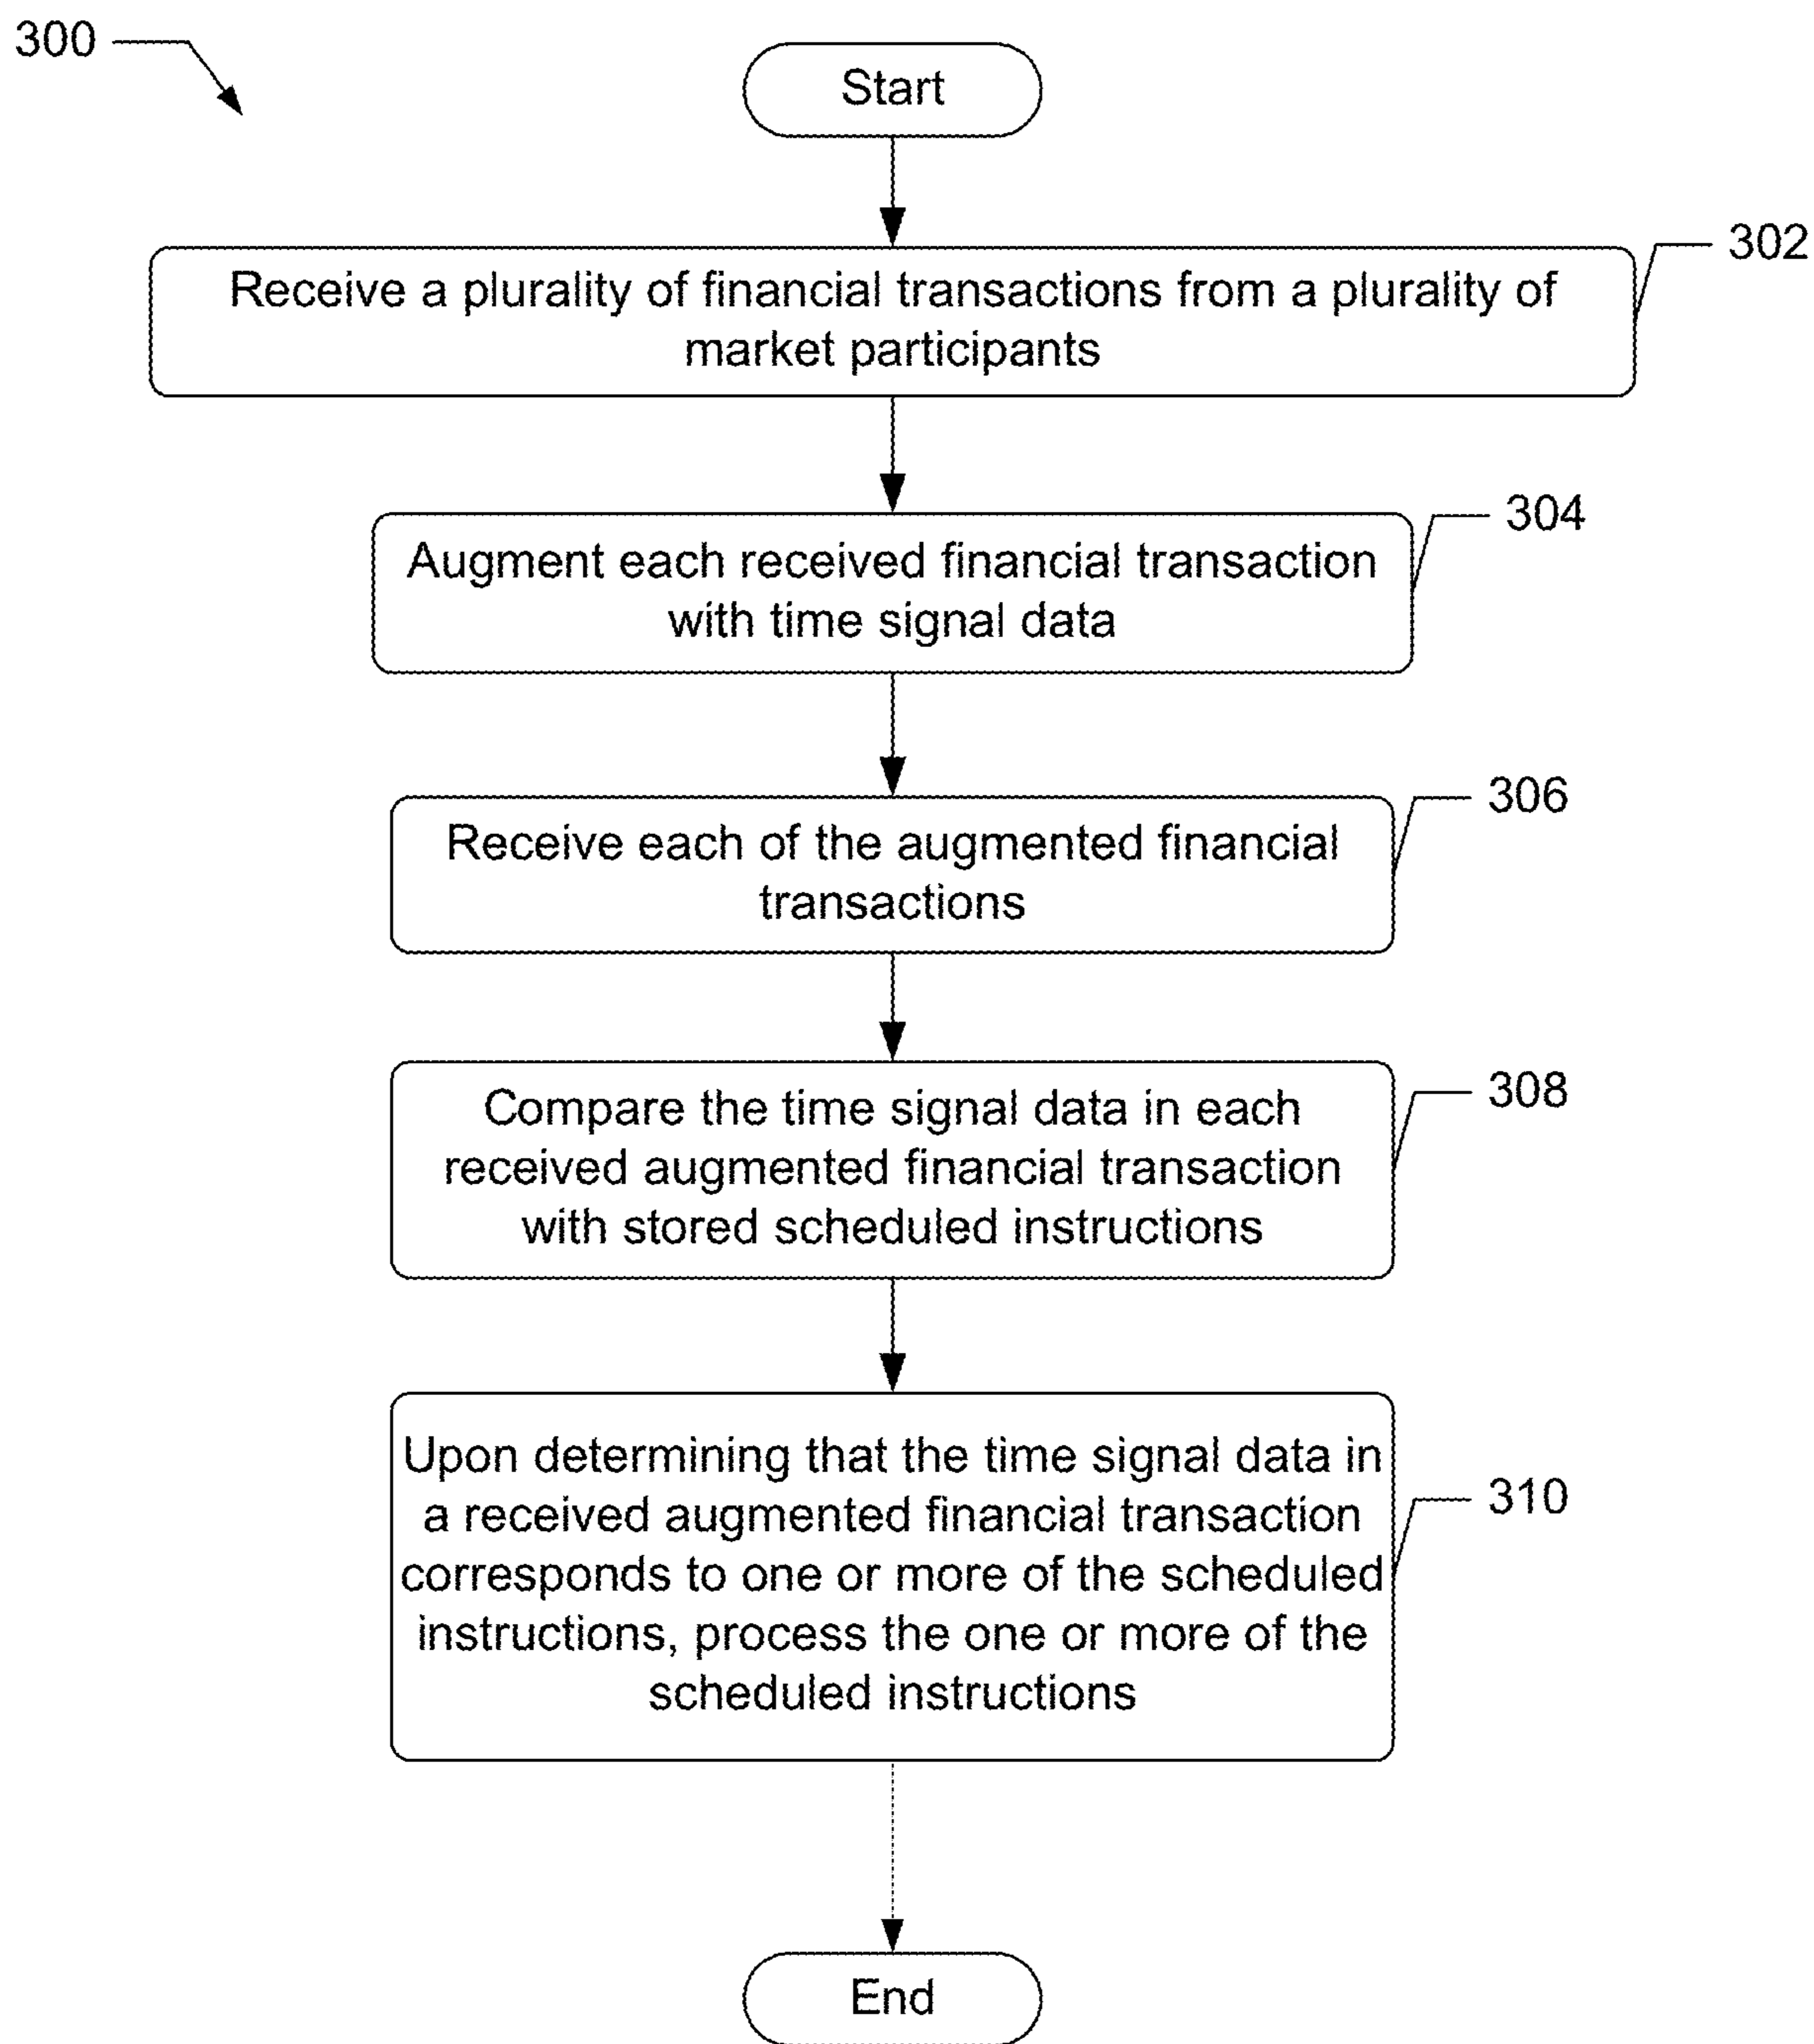 300
Start
302
Receive a plurality of financial transactions from a plurality of
market participants
304
Augment each received financial transaction
with time signal data
306
Receive each of the augmented financial
transactions
308
Compare the time signal data in each
received augmented financial transaction
with stored scheduled instructions
Upon determining that the time signal data in
a received augmented financial transaction
310
corresponds to one or more of the scheduled
instructions, process the one or more of the
scheduled instructions
End